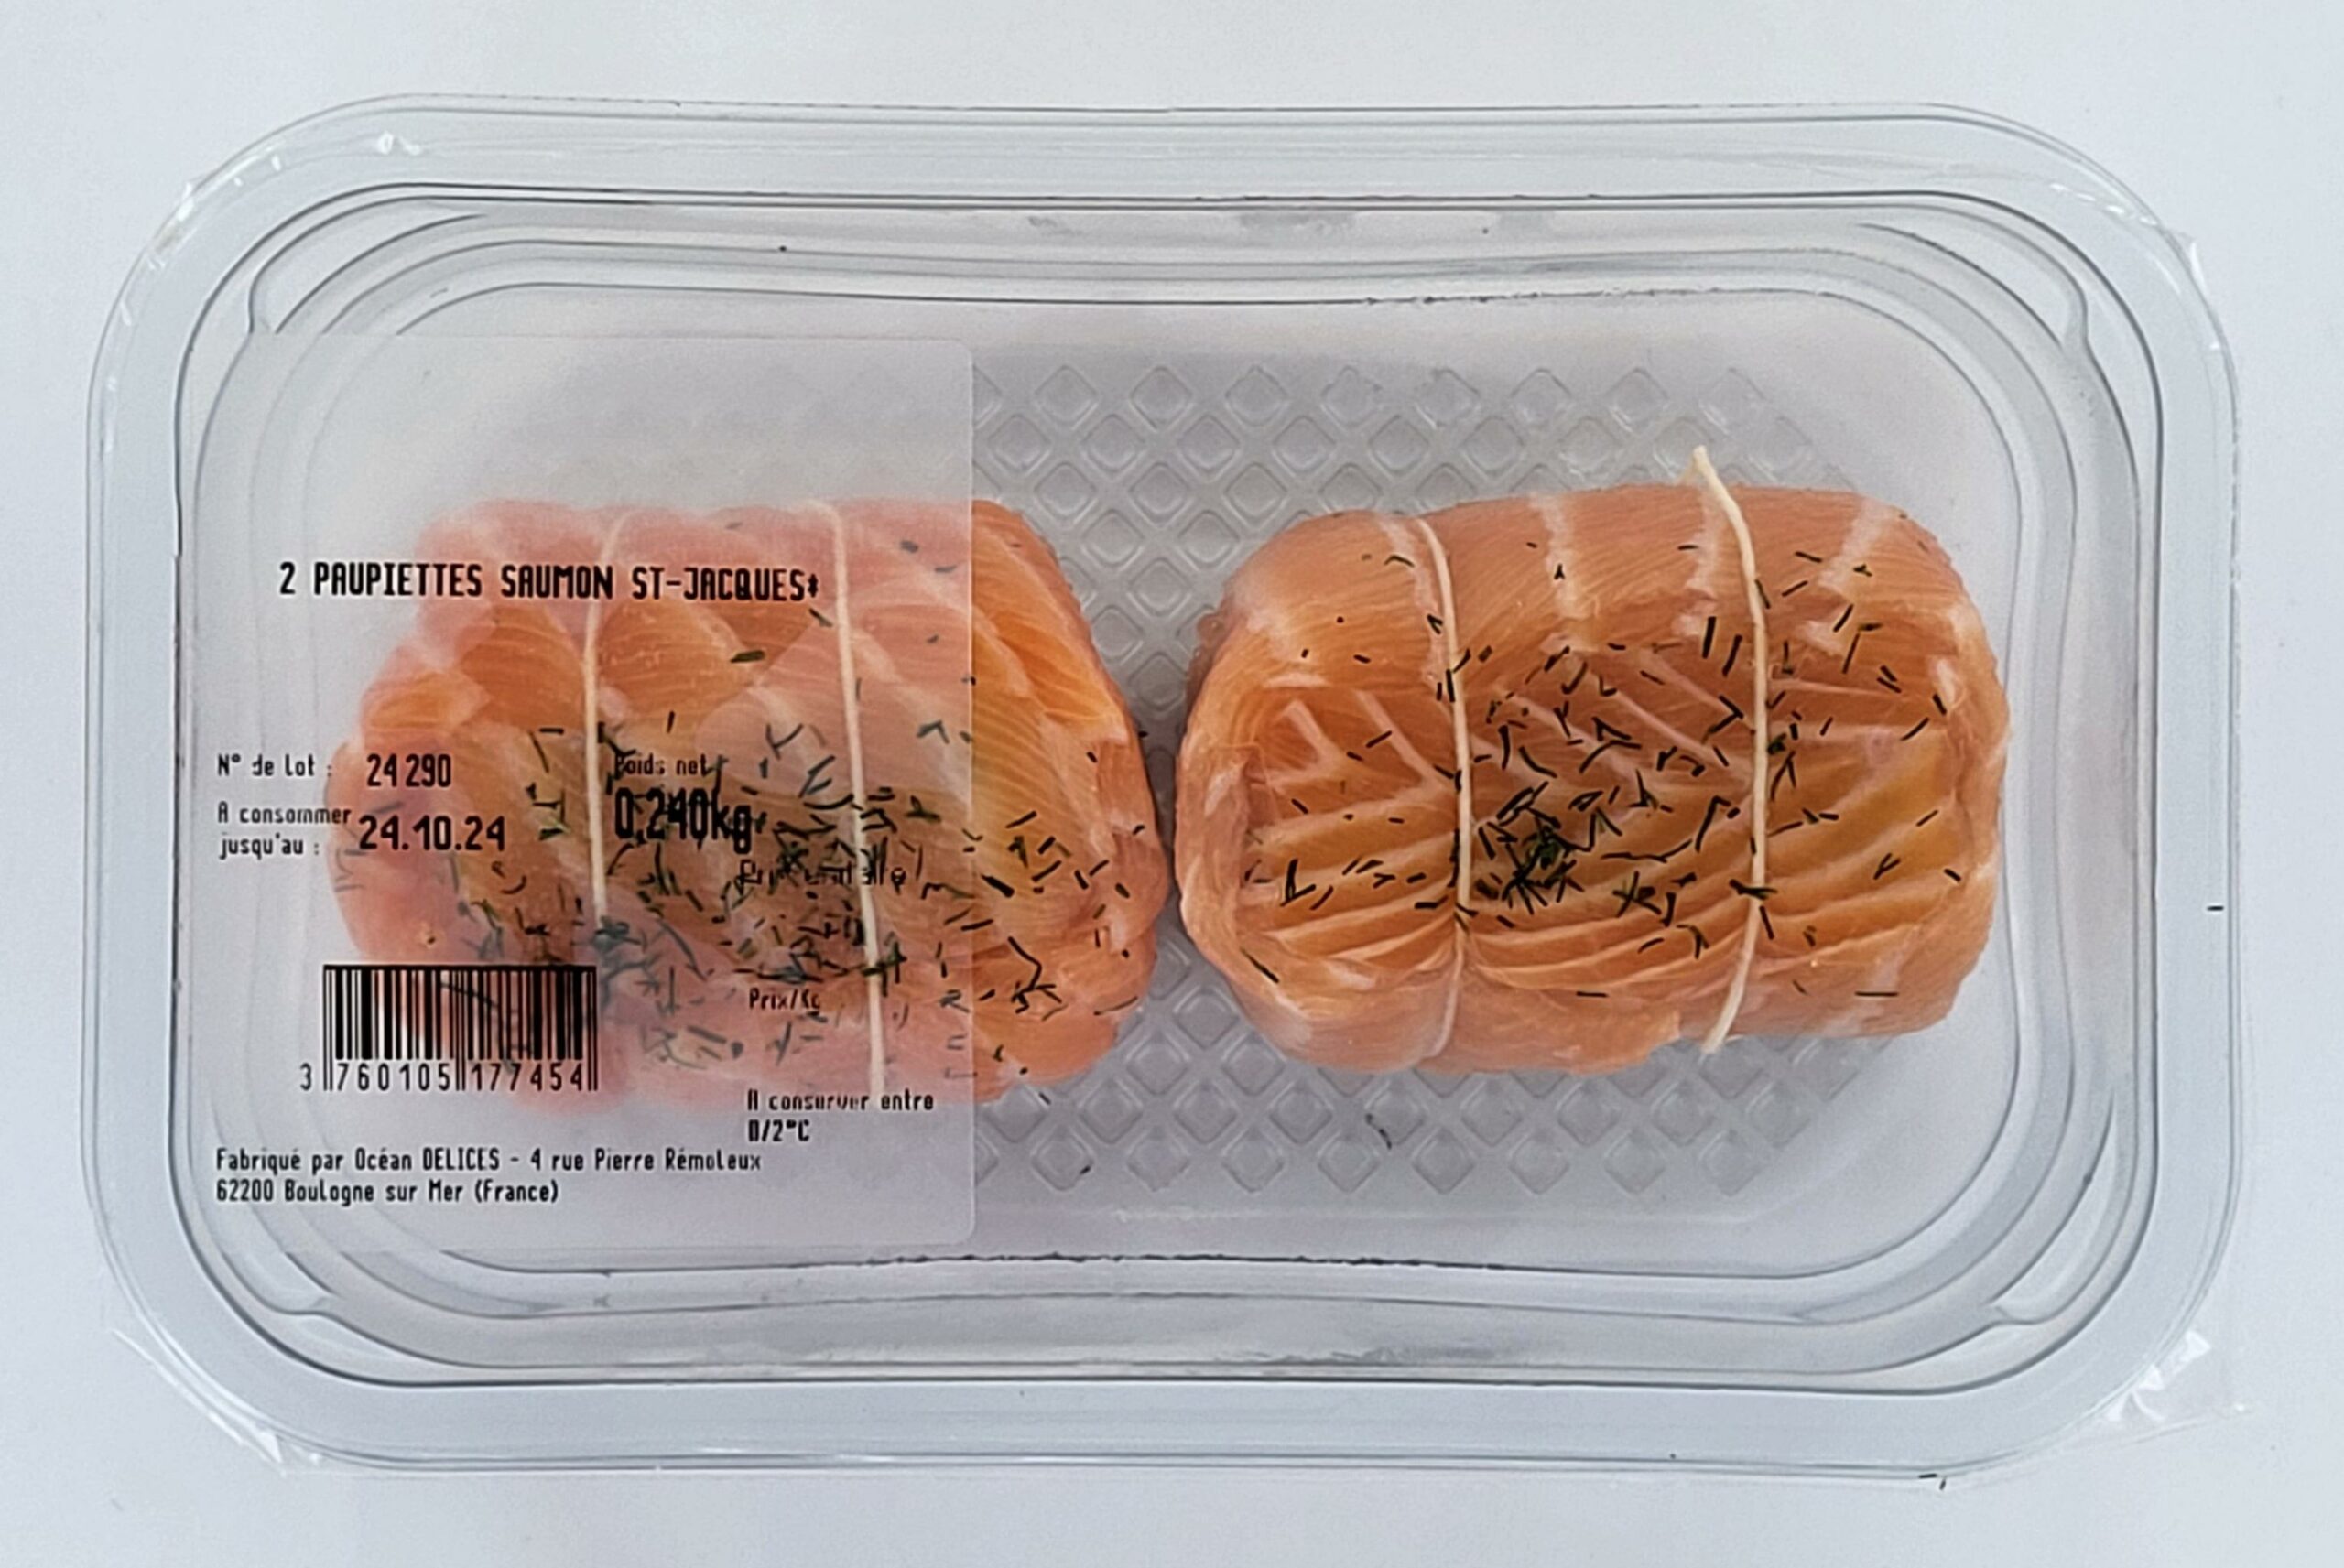 2 PAUPIETTES SAUMON ST-JACQUES*
N° de Lot : 24 290
Poids net
0,240kg
A consommer
jusqu'au : 24.10.24
Prix/Kg
3 760105 177454
A conserver entre
0/2°C
Fabriqué par Océan DELICES - 4 rue Pierre Rémoleux
62200 Boulogne sur Mer (France)